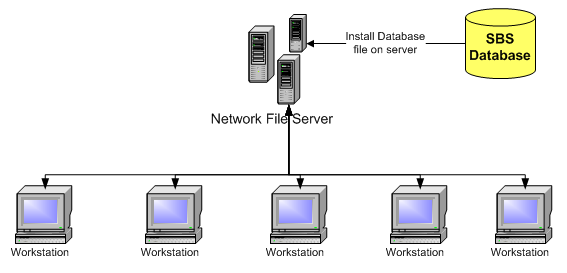 Install Database
file on server
SBS
Database
Network File Server
Workstation
Workstation
Workstation
Workstation
Workstation